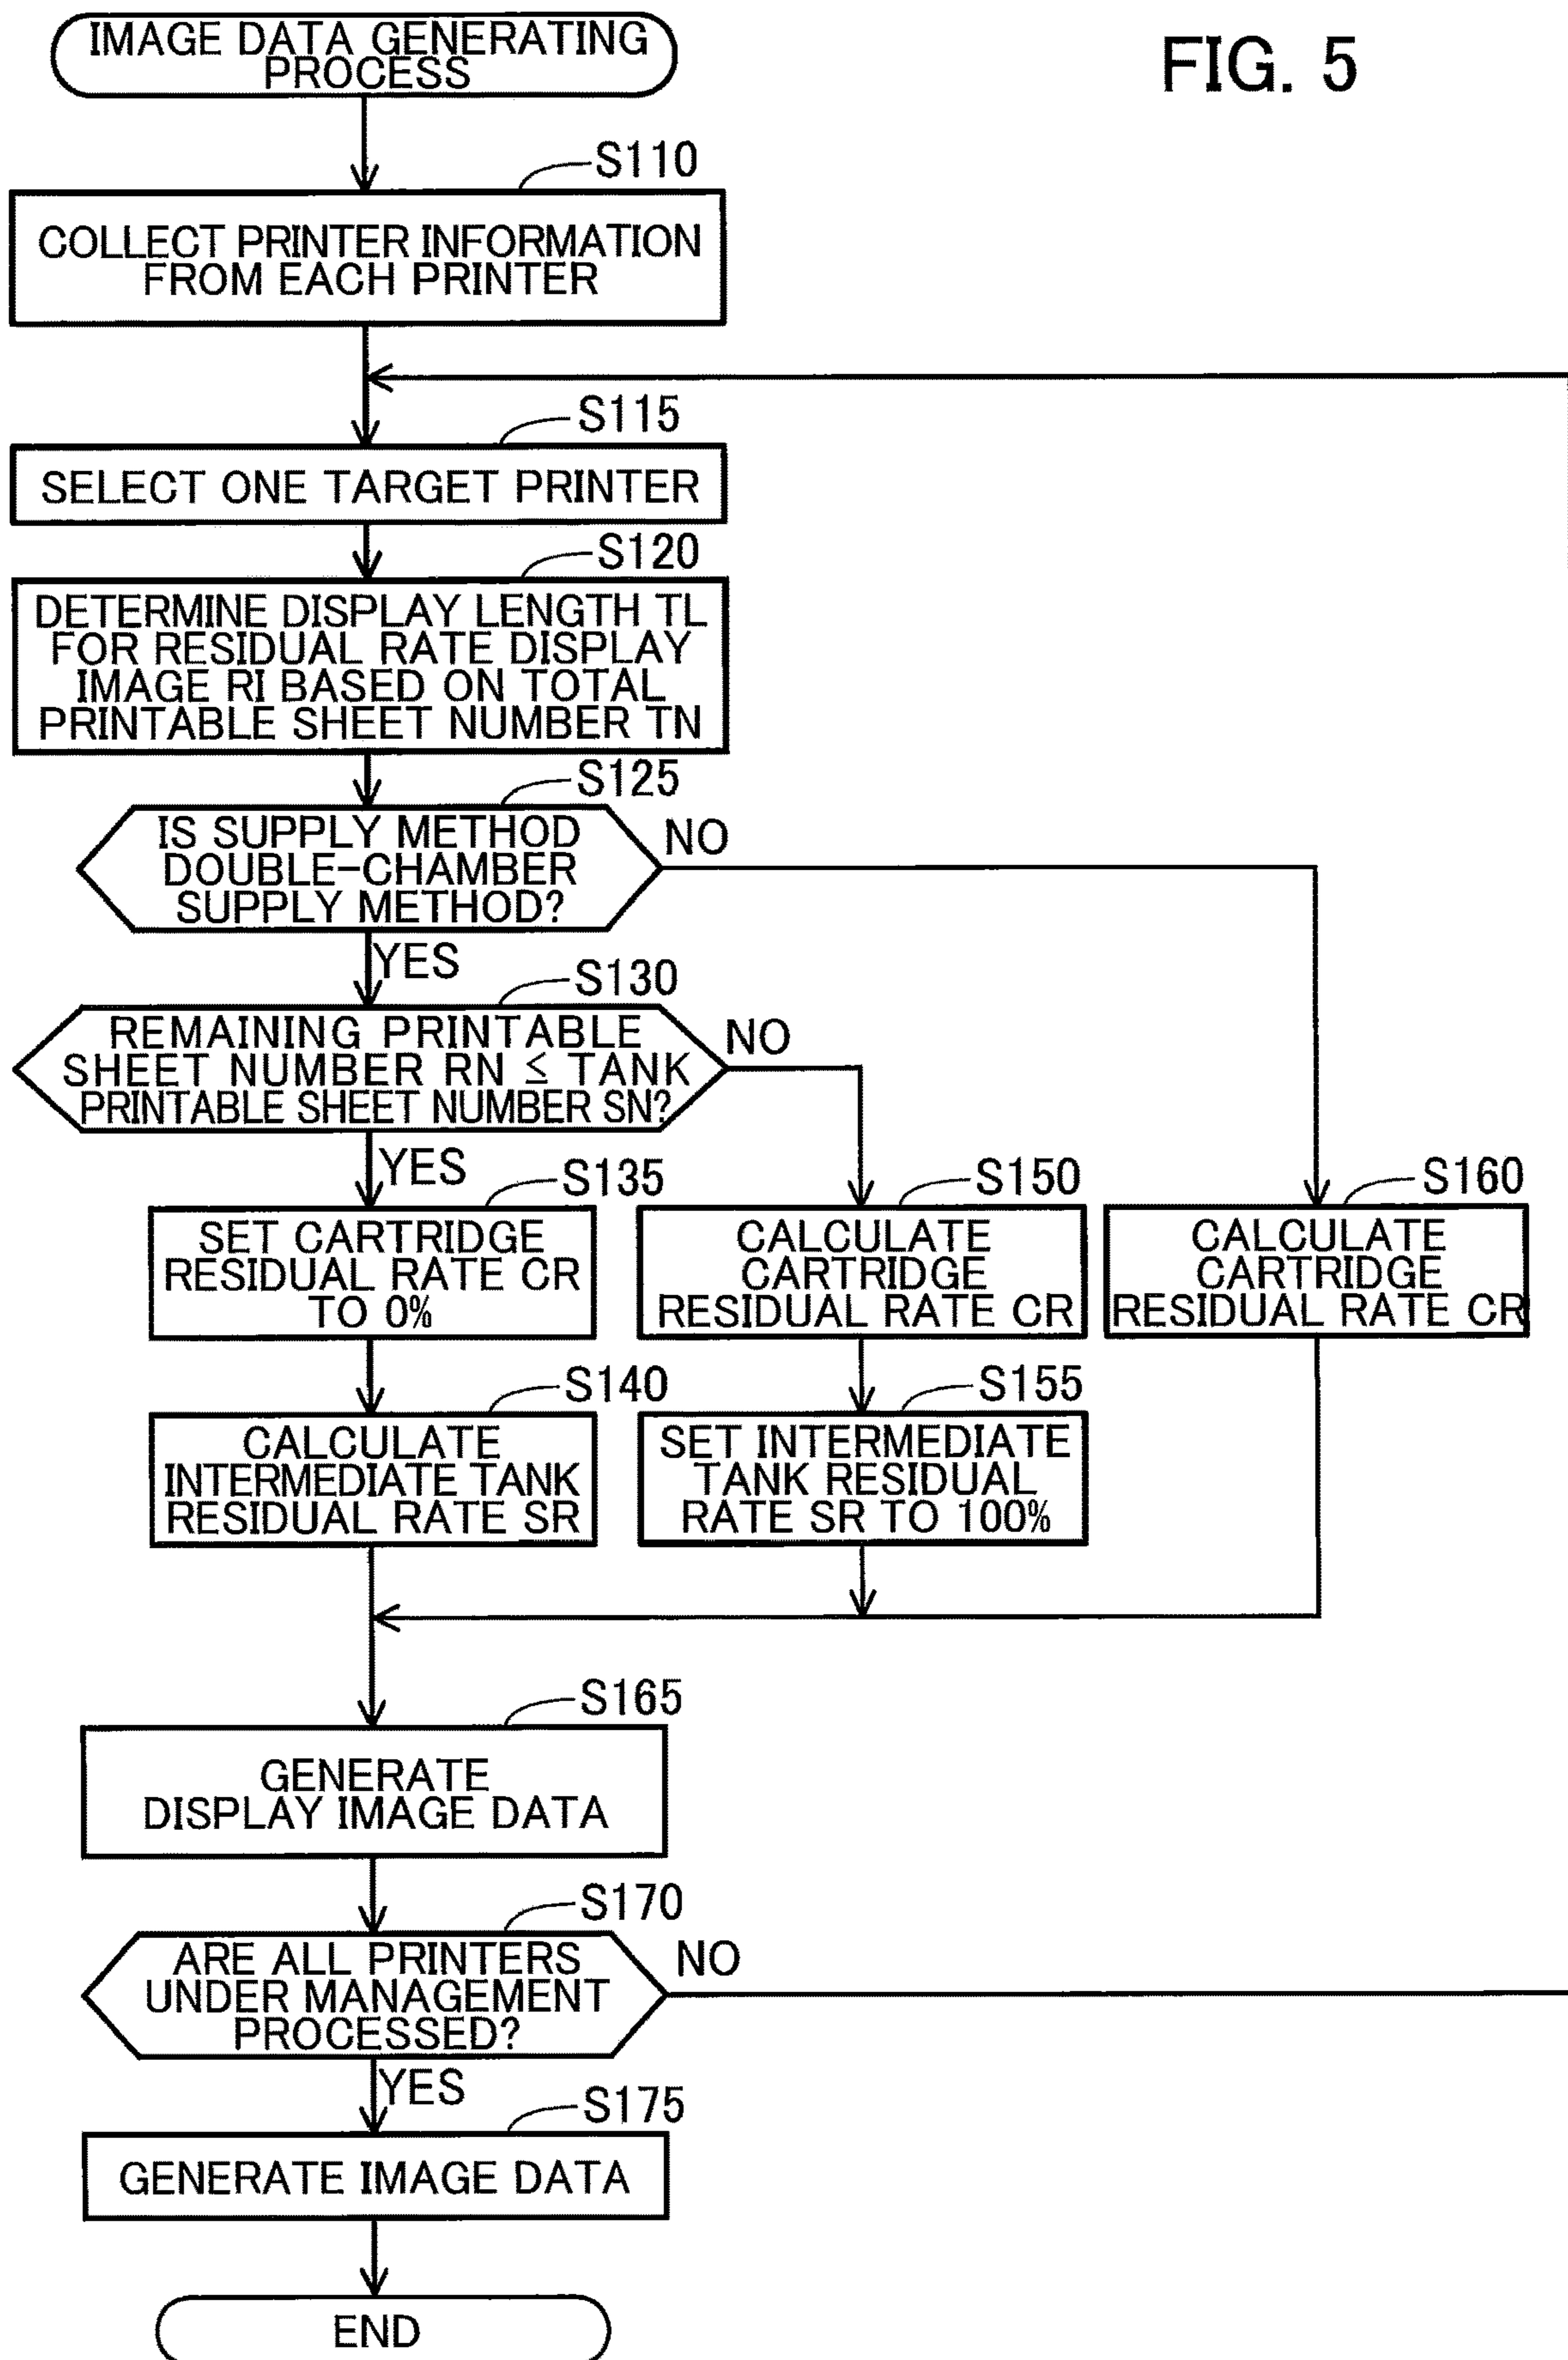 IMAGE DATA GENERATING
PROCESS
FIG. 5
S110
COLLECT PRINTER INFORMATION
FROM EACH PRINTER
S115
SELECT ONE TARGET PRINTER
S120
DETERMINE DISPLAY LENGTH TL
FOR RESIDUAL RATE DISPLAY
IMAGE RI BASED ON TOTAL
PRINTABLE SHEET NUMBER TN
S125
IS SUPPLY METHOD
DOUBLE-CHAMBER
SUPPLY METHOD?
NO
YES
S130
REMAINING PRINTABLE
SHEET NUMBER RN ≤ TANK
PRINTABLE SHEET NUMBER SN?
NO
YES
S135
SET CARTRIDGE
RESIDUAL RATE CR
TO 0%
S150
CALCULATE
CARTRIDGE
RESIDUAL RATE CR
S160
CALCULATE
CARTRIDGE
RESIDUAL RATE CR
S140
CALCULATE
INTERMEDIATE TANK
RESIDUAL RATE SR
S155
SET INTERMEDIATE
TANK RESIDUAL
RATE SR TO 100%
S165
GENERATE
DISPLAY IMAGE DATA
S170
ARE ALL PRINTERS
UNDER MANAGEMENT
PROCESSED?
NO
YES
S175
GENERATE IMAGE DATA
END